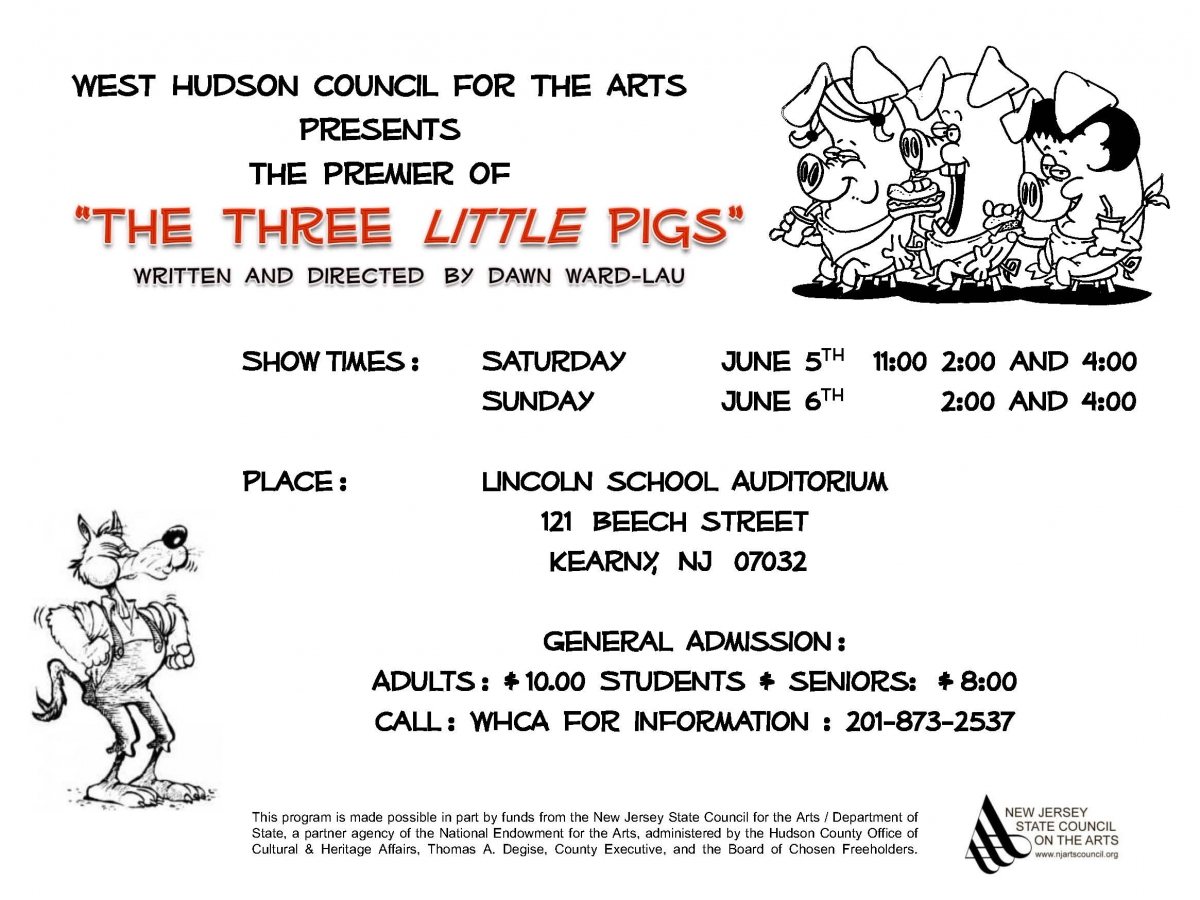 WEST HUDSON COUNCIL FOR THE ARTS
PRESENTS
THE PREMIER OF
"THE THREE LITTLE PIGS"
WRITTEN AND DIRECTED BY DAWN WARD-LAU
SHOW TIMES: SATURDAY JUNE 5TH 11:00 2:00 AND 4:00
SUNDAY JUNE 6TH 2:00 AND 4:00
PLACE: LINCOLN SCHOOL AUDITORIUM
121 BEECH STREET
KEARNY, NJ 07032
GENERAL ADMISSION:
ADULTS: $10.00 STUDENTS & SENIORS: $8:00
CALL: WHCA FOR INFORMATION : 201-873-2537
This program is made possible in part by funds from the New Jersey State Council for the Arts / Department of
State, a partner agency of the National Endowment for the Arts, administered by the Hudson County Office of
Cultural & Heritage Affairs, Thomas A. Degise, County Executive, and the Board of Chosen Freeholders.
NEW JERSEY
STATE COUNCIL
ON THE ARTS
www.njartscouncil.org